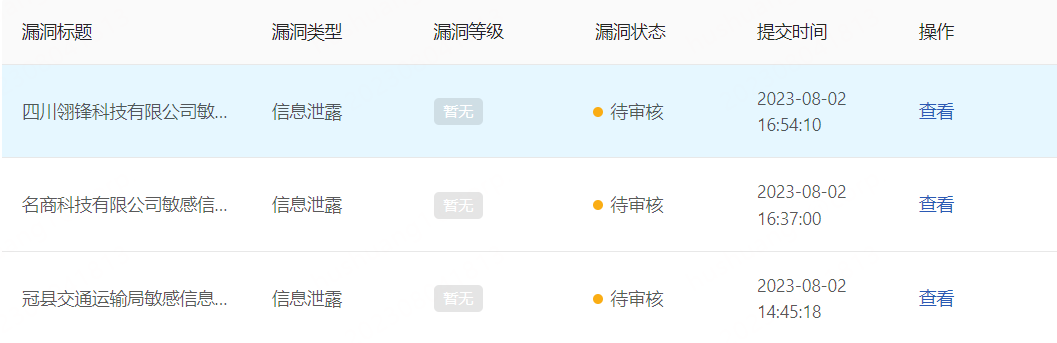 漏洞标题 漏洞类型 漏洞等级 漏洞状态 提交时间 操作
四川翎锋科技有限公司敏... 信息泄露 暂无 待审核 2023-08-02 查看
16:54:10
名商科技有限公司敏感信... 信息泄露 暂无 待审核 2023-08-02 查看
16:37:00
冠县交通运输局敏感信息... 信息泄露 暂无 待审核 2023-08-02 查看
14:45:18